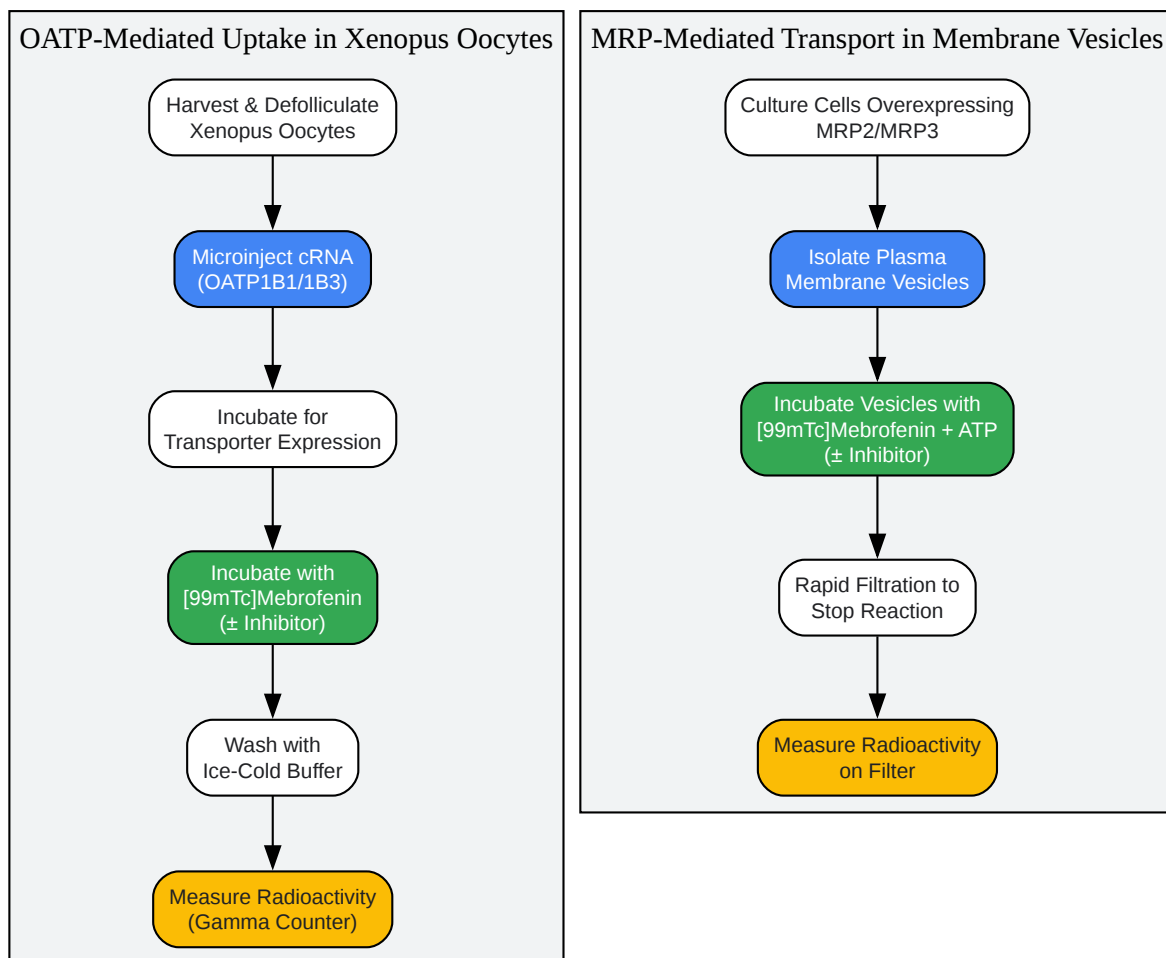 OATP-Mediated Uptake in Xenopus Oocytes
Harvest & Defolliculate
Xenopus Oocytes
Microinject cRNA
(OATP1B1/1B3)
Incubate for
Transporter Expression
Incubate with
[99mTc]Mebrofenin
(± Inhibitor)
Wash with
Ice-Cold Buffer
Measure Radioactivity
(Gamma Counter)
MRP-Mediated Transport in Membrane Vesicles
Culture Cells Overexpressing
MRP2/MRP3
Isolate Plasma
Membrane Vesicles
Incubate Vesicles with
[99mTc]Mebrofenin + ATP
(± Inhibitor)
Rapid Filtration to
Stop Reaction
Measure Radioactivity
on Filter